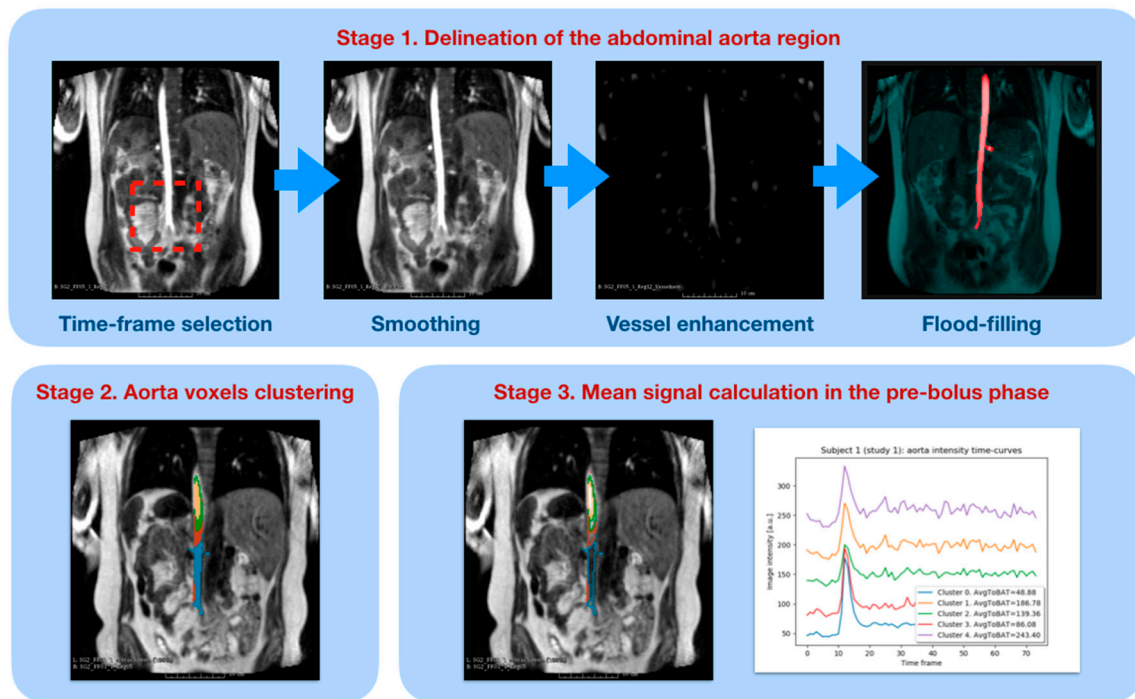 Stage 1. Delineation of the abdominal aorta region
Time-frame selection
Smoothing
Vessel enhancement
Flood-filling
Stage 2. Aorta voxels clustering
Stage 3. Mean signal calculation in the pre-bolus phase
Subject 1 (study 1): aorta intensity time-curves
Image intensity [a.u.]
300
250
200
150
100
50
Cluster 0. AvgToBAT=48.88
Cluster 1. AvgToBAT=186.78
Cluster 2. AvgToBAT=139.36
Cluster 3. AvgToBAT=86.08
Cluster 4. AvgToBAT=243.40
0 10 20 30 40 50 60 70
Time frame